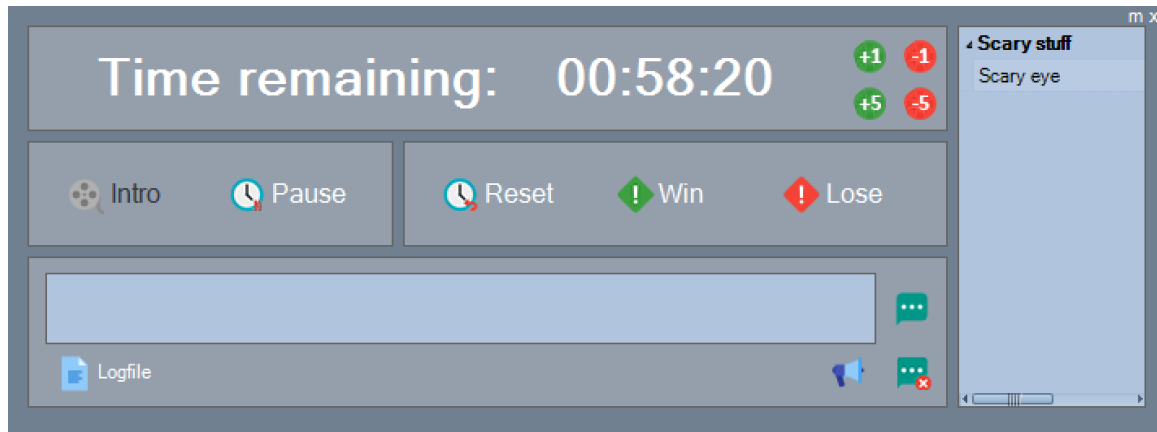 m x
Time remaining: 00:58:20
+1 -1
+5 -5
Scary stuff
Scary eye
Intro Pause Reset Win Lose
Logfile